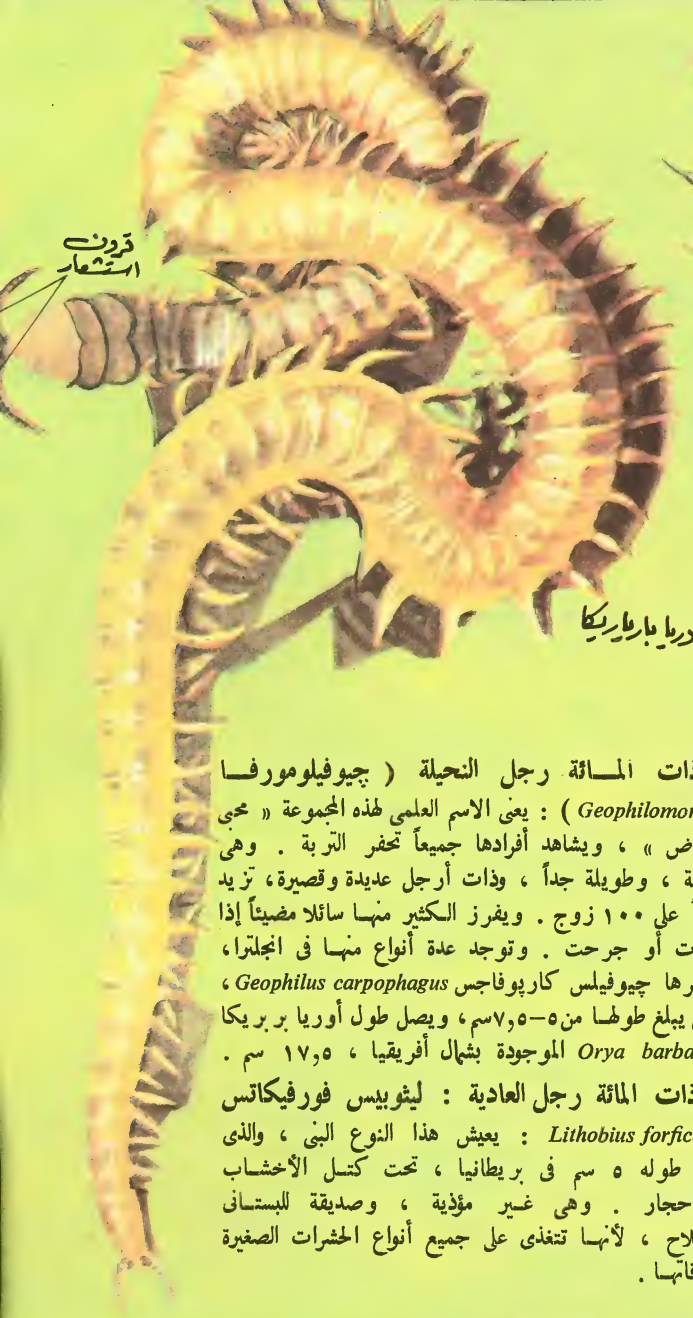 قرون
استشعار
باربا ريكا
ذات المائة رجل النحيلة ( چيوفيلومورفا
Geophilomor ) : يعنى الاسم العلمى لهذه المجموعة « محبى
ض » ، ويشاهد أفرادها جميعاً تحفر التربة . وهى
ة ، وطويلة جداً ، وذات أرجل عديدة وقصيرة، تزيد
على ١٠٠ زوج . ويفرز الكثير منها سائلا مضيئاً إذا
ت أو جرحت . وتوجد عدة أنواع منها فى انجلترا،
رها چيوفيلس كارپوفاجس Geophilus carpophagus ،
يبلغ طولها من ٥–٧,٥سم، ويصل طول أوريا بربريكا
Orya barba الموجودة بشمال أفريقيا ، ١٧,٥ سم .
ذات المائة رجل العادية : ليثوبيس فورفيكاتس
Lithobius forfic : يعيش هذا النوع البنى ، والذى
طوله ٥ سم فى بريطانيا ، تحت كتل الأخشاب
حجار . وهى غير مؤذية ، وصديقة للبستانى
لاح ، لأنها تتغذى على جميع أنواع الحشرات الصغيرة
قاتها .